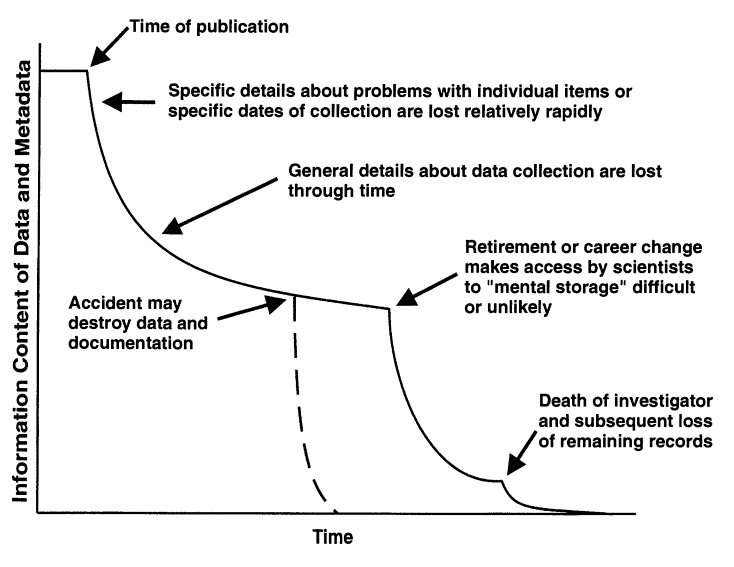 Time of publication
Specific details about problems with individual items or
specific dates of collection are lost relatively rapidly
General details about data collection are lost
through time
Retirement or career change
makes access by scientists
to "mental storage" difficult
or unlikely
Accident may
destroy data and
documentation
Death of investigator
and subsequent loss
of remaining records
Information Content of Data and Metadata
Time